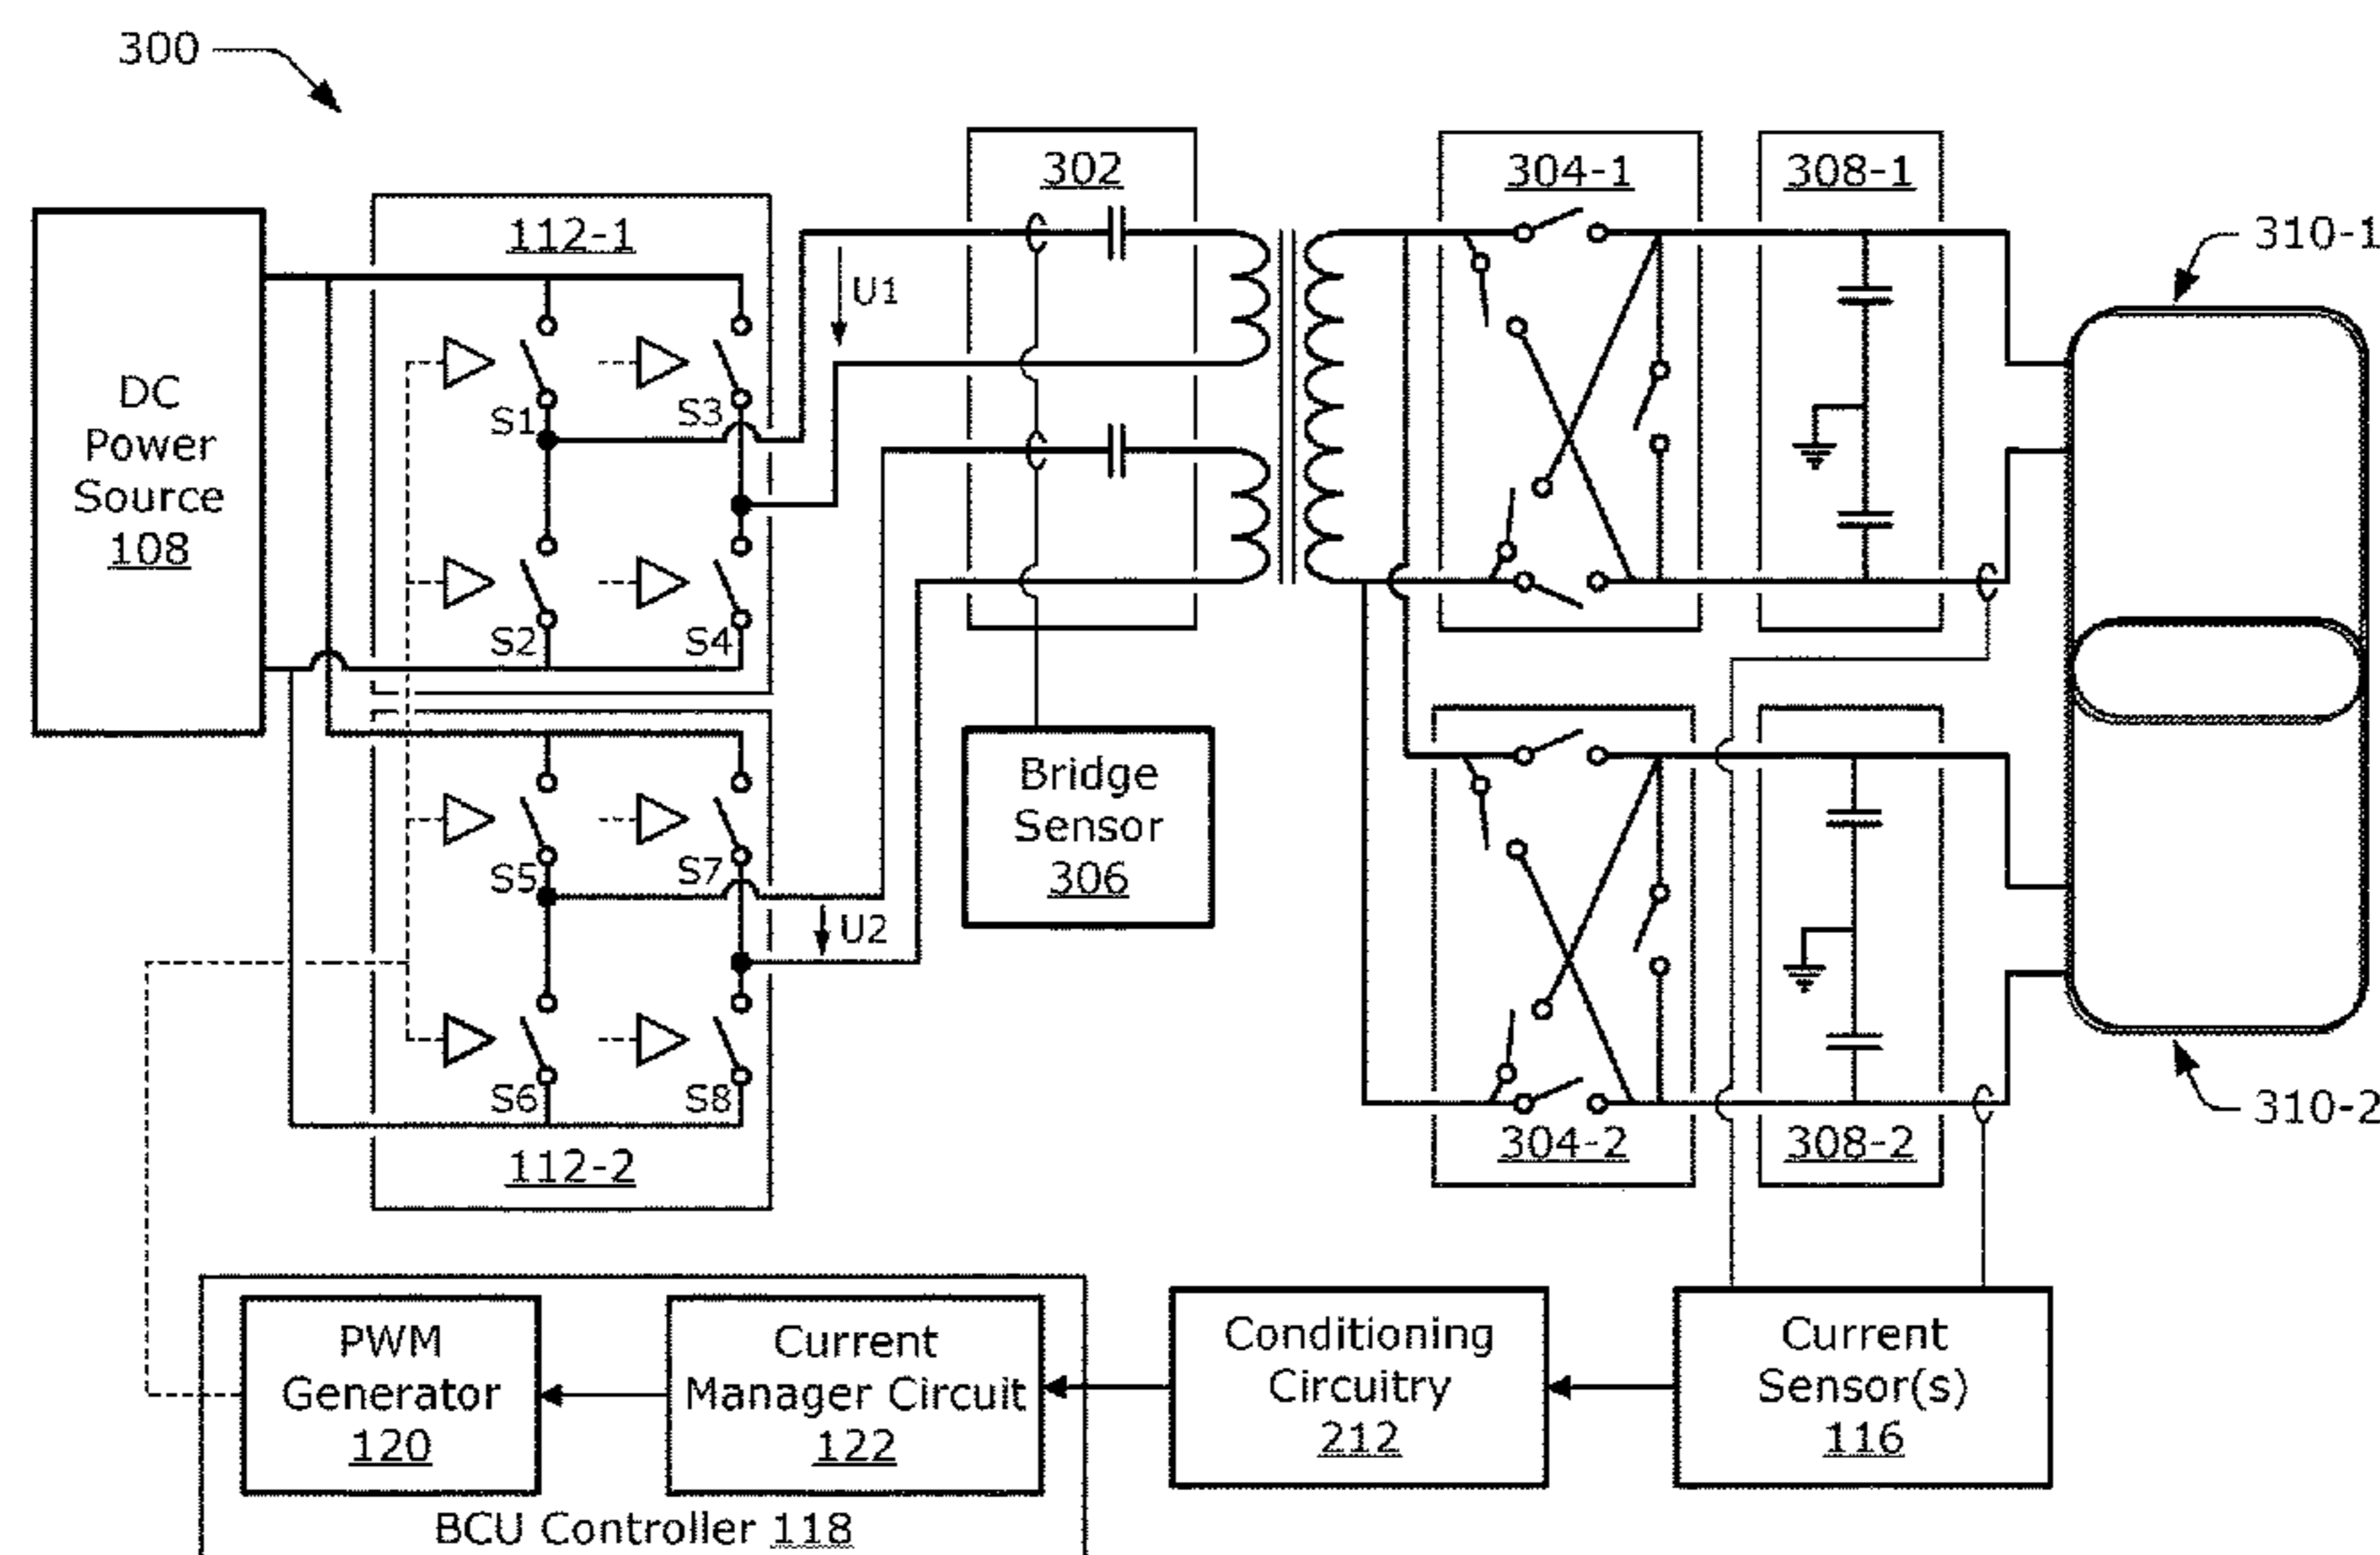 300
302
304-1
308-1
112-1
310-1
U1
DC
Power
Source
108
S1
S3
S2
S4
Bridge
Sensor
306
S5
S7
U2
S6
S8
310-2
112-2
304-2
308-2
PWM
Generator
120
Current
Manager Circuit
122
Conditioning
Circuitry
212
Current
Sensor(s)
116
BCU Controller 118